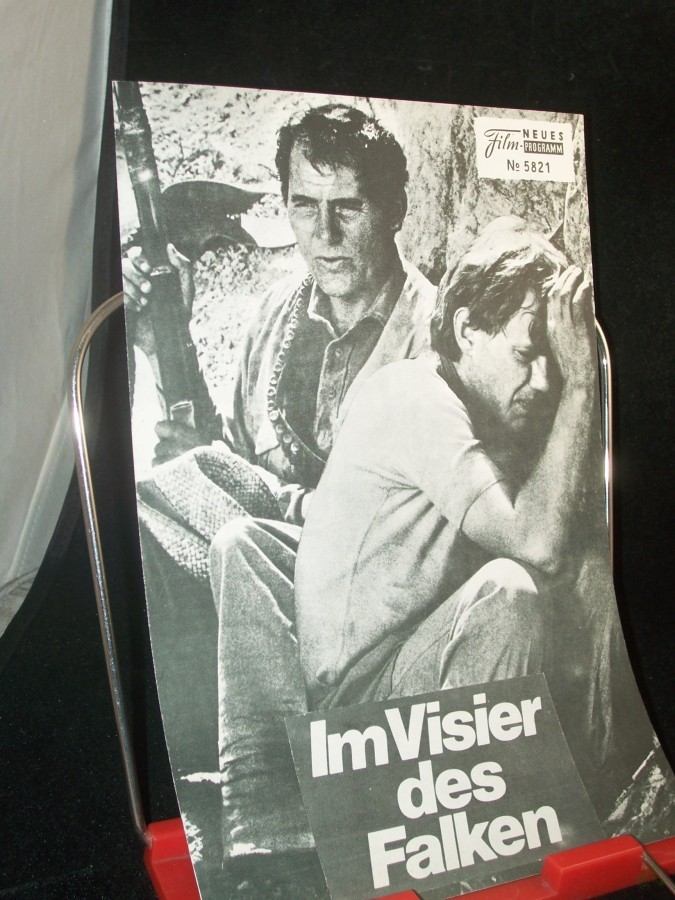 Film-
NEUES
PROGRAMM
№ 5821
Im Visier
des
Falken